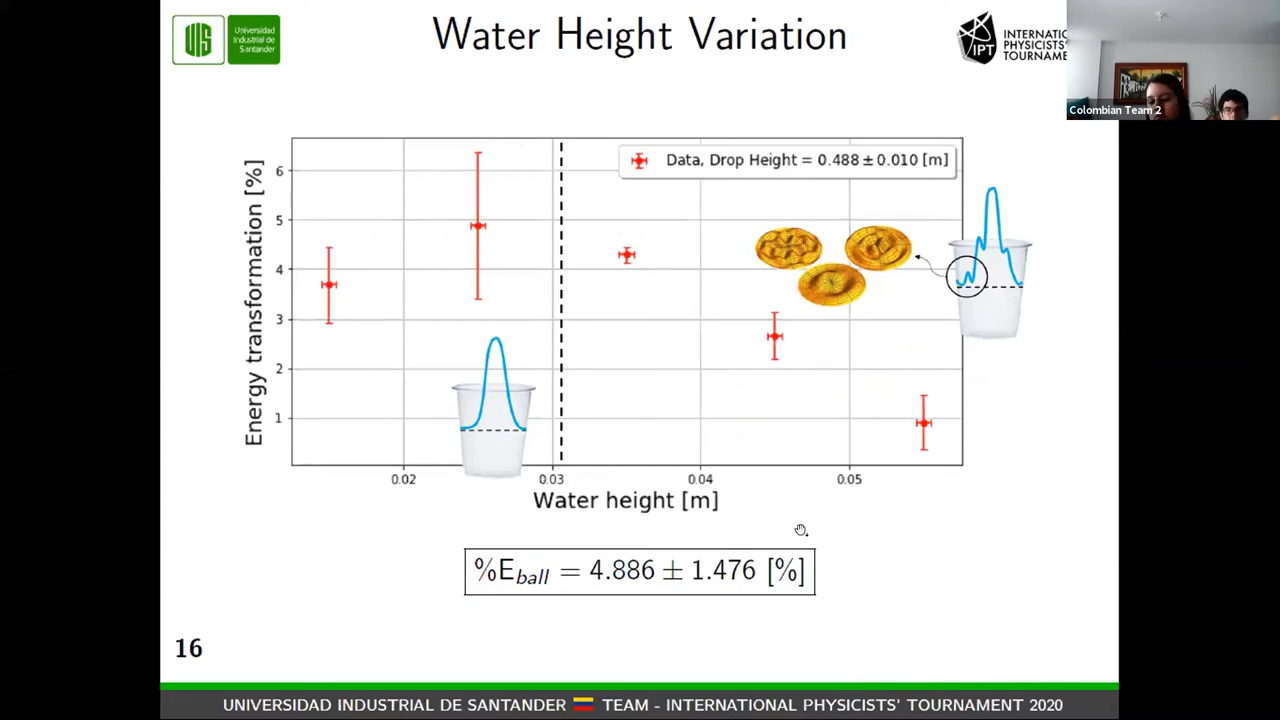 Universidad
Industrial de
Santander
Water Height Variation
IPT
PHYSICISTS'
Colombian Team 2
Data, Drop Height = 0.488 ± 0.010 [m]
Energy transformation [%]
6
5
4
3
2
1
0.02
0.03
0.04
0.05
Water height [m]
%E_ball = 4.886 ± 1.476 [%]
16
UNIVERSIDAD INDUSTRIAL DE SANTANDER TEAM - INTERNATIONAL PHYSICISTS' TOURNAMENT 2020